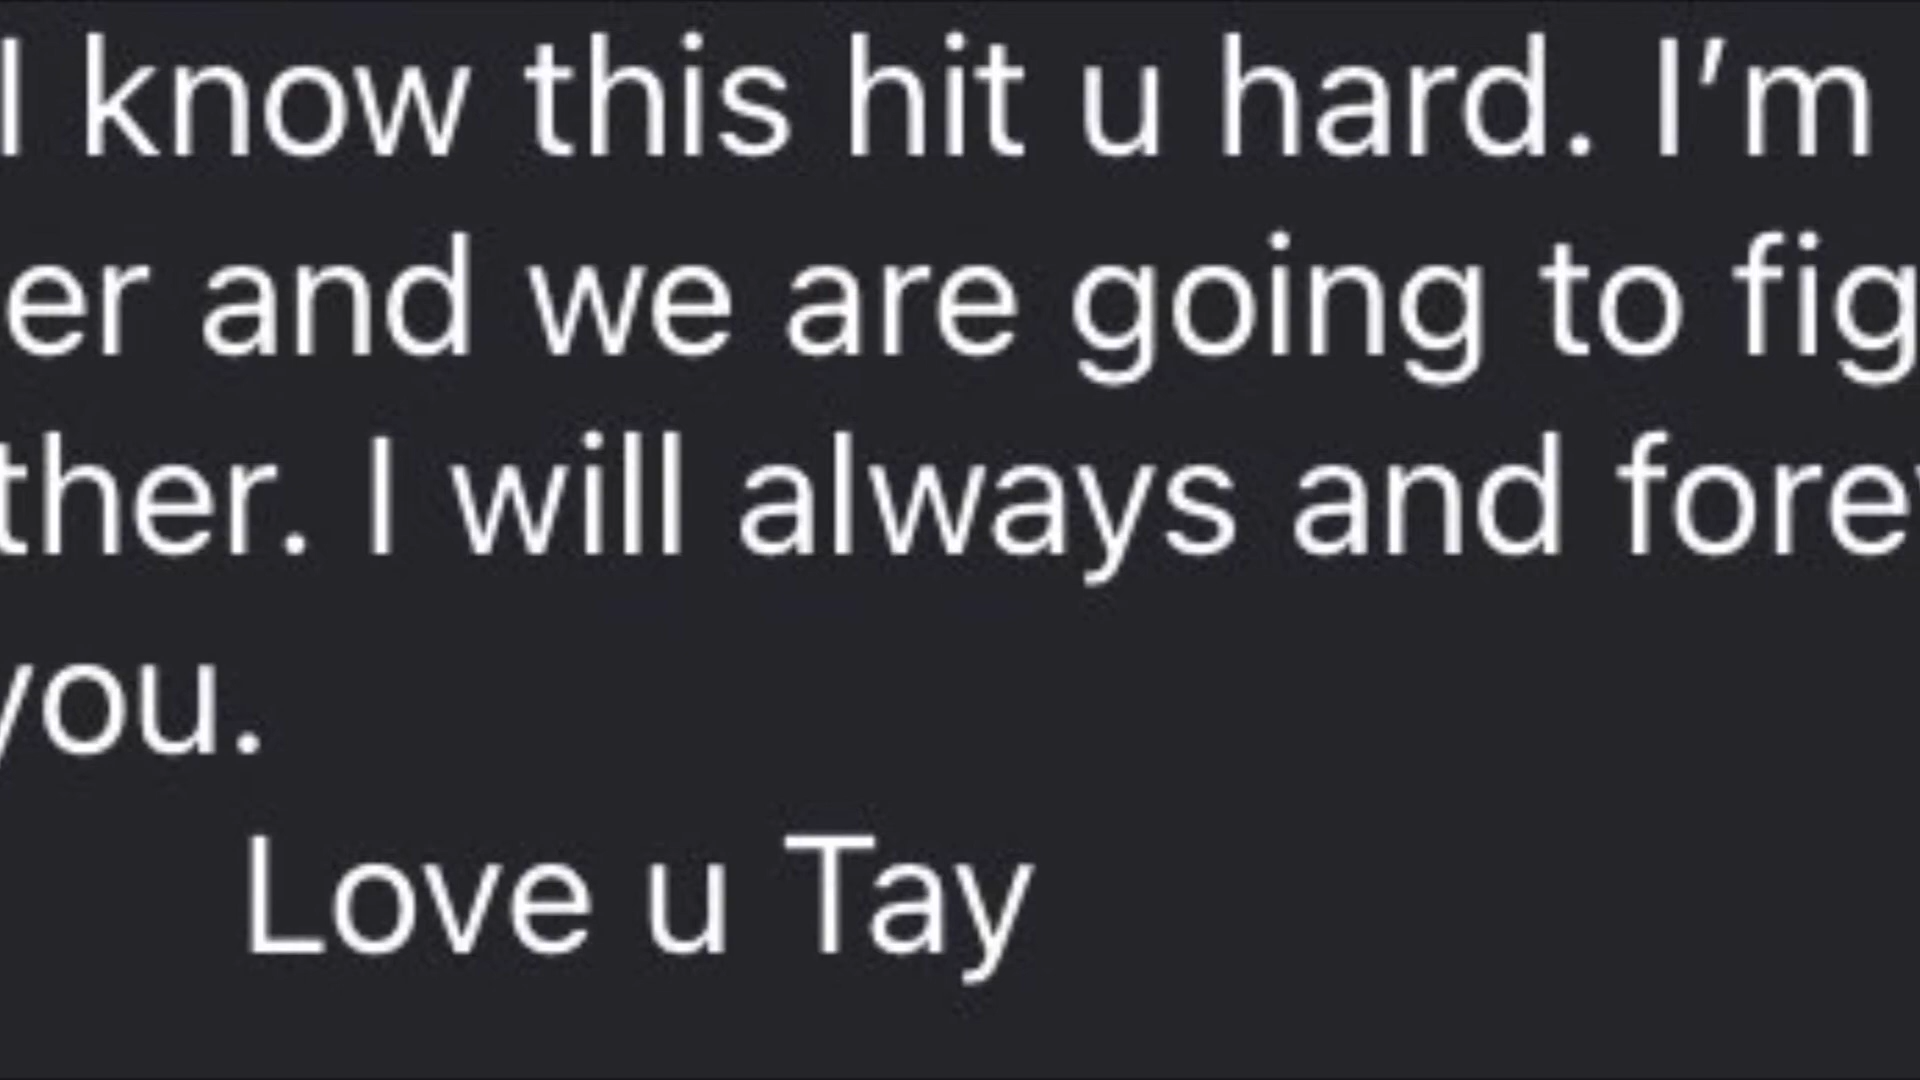 I know this hit u hard. I'm
er and we are going to fig
ther. I will always and fore
you.
Love u Tay